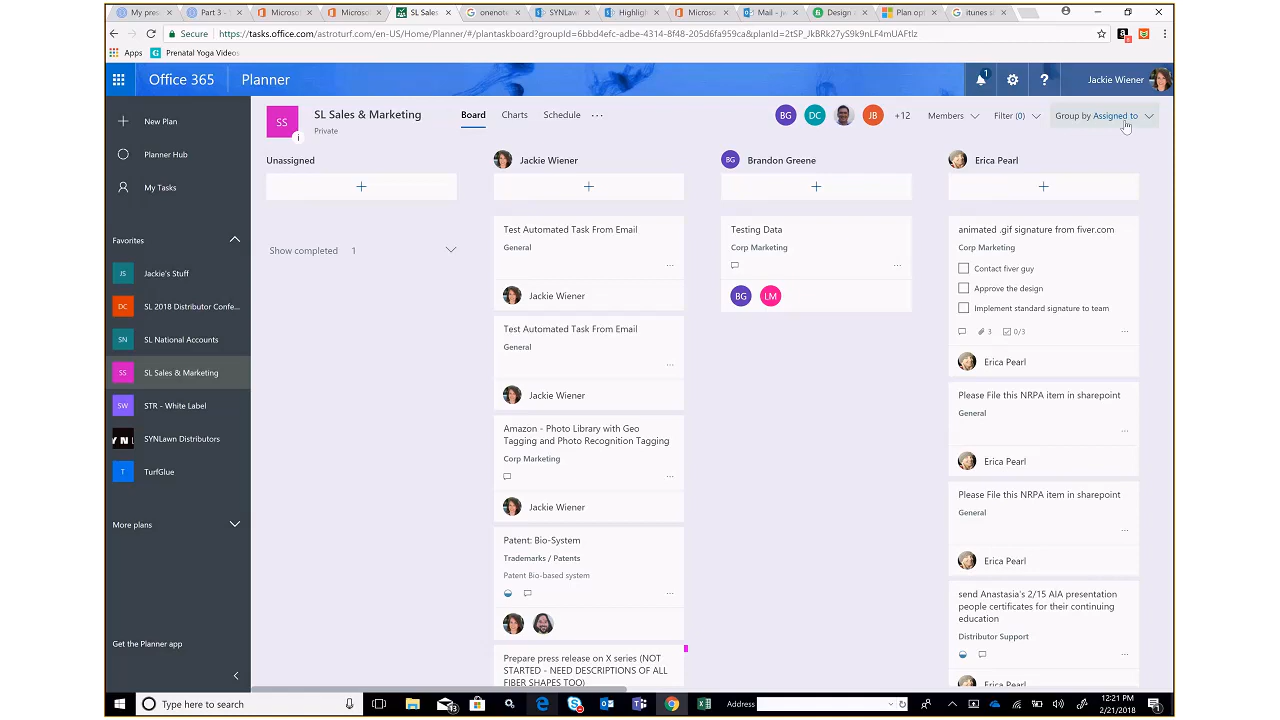 My pres
Part 3 - S
Microsof
Microsof
SL Sales
onenote
SYNLaw
Highligh
Microso
Mail - je
Design L
Plan opt
itunes sh
Secure
https://tasks.office.com/astroturf.com/en-US/Home/Planner/#/plantaskboard?groupId=6bbd4efc-adbe-4314-8f48-205d6fa959ca&planId=2tSP_JkBRk27yS9k9nLF4mUAFtlz
Apps
Prenatal Yoga Videos
Office 365
Planner
1
?
Jackie Wiener
New Plan
Planner Hub
My Tasks
Favorites
JS Jackie's Stuff
DC SL 2018 Distributor Confe...
SN SL National Accounts
SS SL Sales & Marketing
SW STR - White Label
SYNLawn Distributors
T TurfGlue
More plans
Get the Planner app
SS
SL Sales & Marketing
Private
Board
Charts
Schedule
BG
DC
JB
+12
Members
Filter (0)
Group by Assigned to
Unassigned
+
Show completed 1
Jackie Wiener
+
Test Automated Task From Email
General
Jackie Wiener
Test Automated Task From Email
General
Jackie Wiener
Amazon - Photo Library with Geo
Tagging and Photo Recognition Tagging
Corp Marketing
Jackie Wiener
Patent: Bio-System
Trademarks / Patents
Patent Bio-based system
Prepare press release on X series (NOT
STARTED - NEED DESCRIPTIONS OF ALL
FIBER SHAPES TOO)
BG Brandon Greene
+
Testing Data
Corp Marketing
BG LM
Erica Pearl
+
animated .gif signature from fiver.com
Corp Marketing
Contact fiver guy
Approve the design
Implement standard signature to team
3
0/3
Erica Pearl
Please File this NRPA item in sharepoint
General
Erica Pearl
Please File this NRPA item in sharepoint
General
Erica Pearl
send Anastasia's 2/15 AIA presentation
people certificates for their continuing
education
Distributor Support
Erica Pearl
Type here to search
Address
12:21 PM
2/21/2018